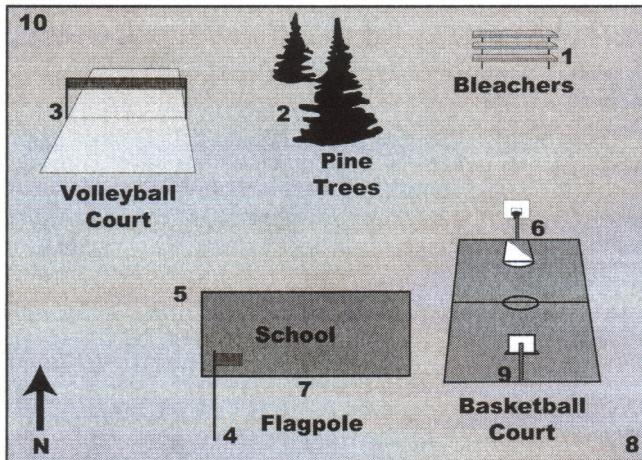 10
1
Bleachers
3
2
Pine
Trees
Volleyball
Court
6
5
School
7
9
Flagpole
4
Basketball
Court
N
8